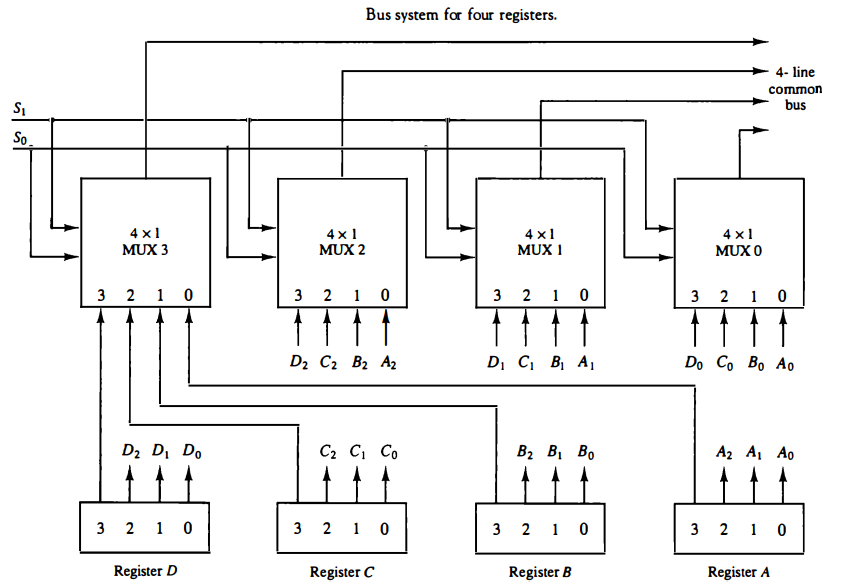 Bus system for four registers.
4- line
common
bus
S₁
S₀
4 × 1
MUX 3
3 2 1 0
4 × 1
MUX 2
3 2 1 0
4 × 1
MUX 1
3 2 1 0
4 × 1
MUX 0
3 2 1 0
D₂ C₂ B₂ A₂
D₁ C₁ B₁ A₁
D₀ C₀ B₀ A₀
D₂ D₁ D₀
C₂ C₁ C₀
B₂ B₁ B₀
A₂ A₁ A₀
3 2 1 0
3 2 1 0
3 2 1 0
3 2 1 0
Register D
Register C
Register B
Register A